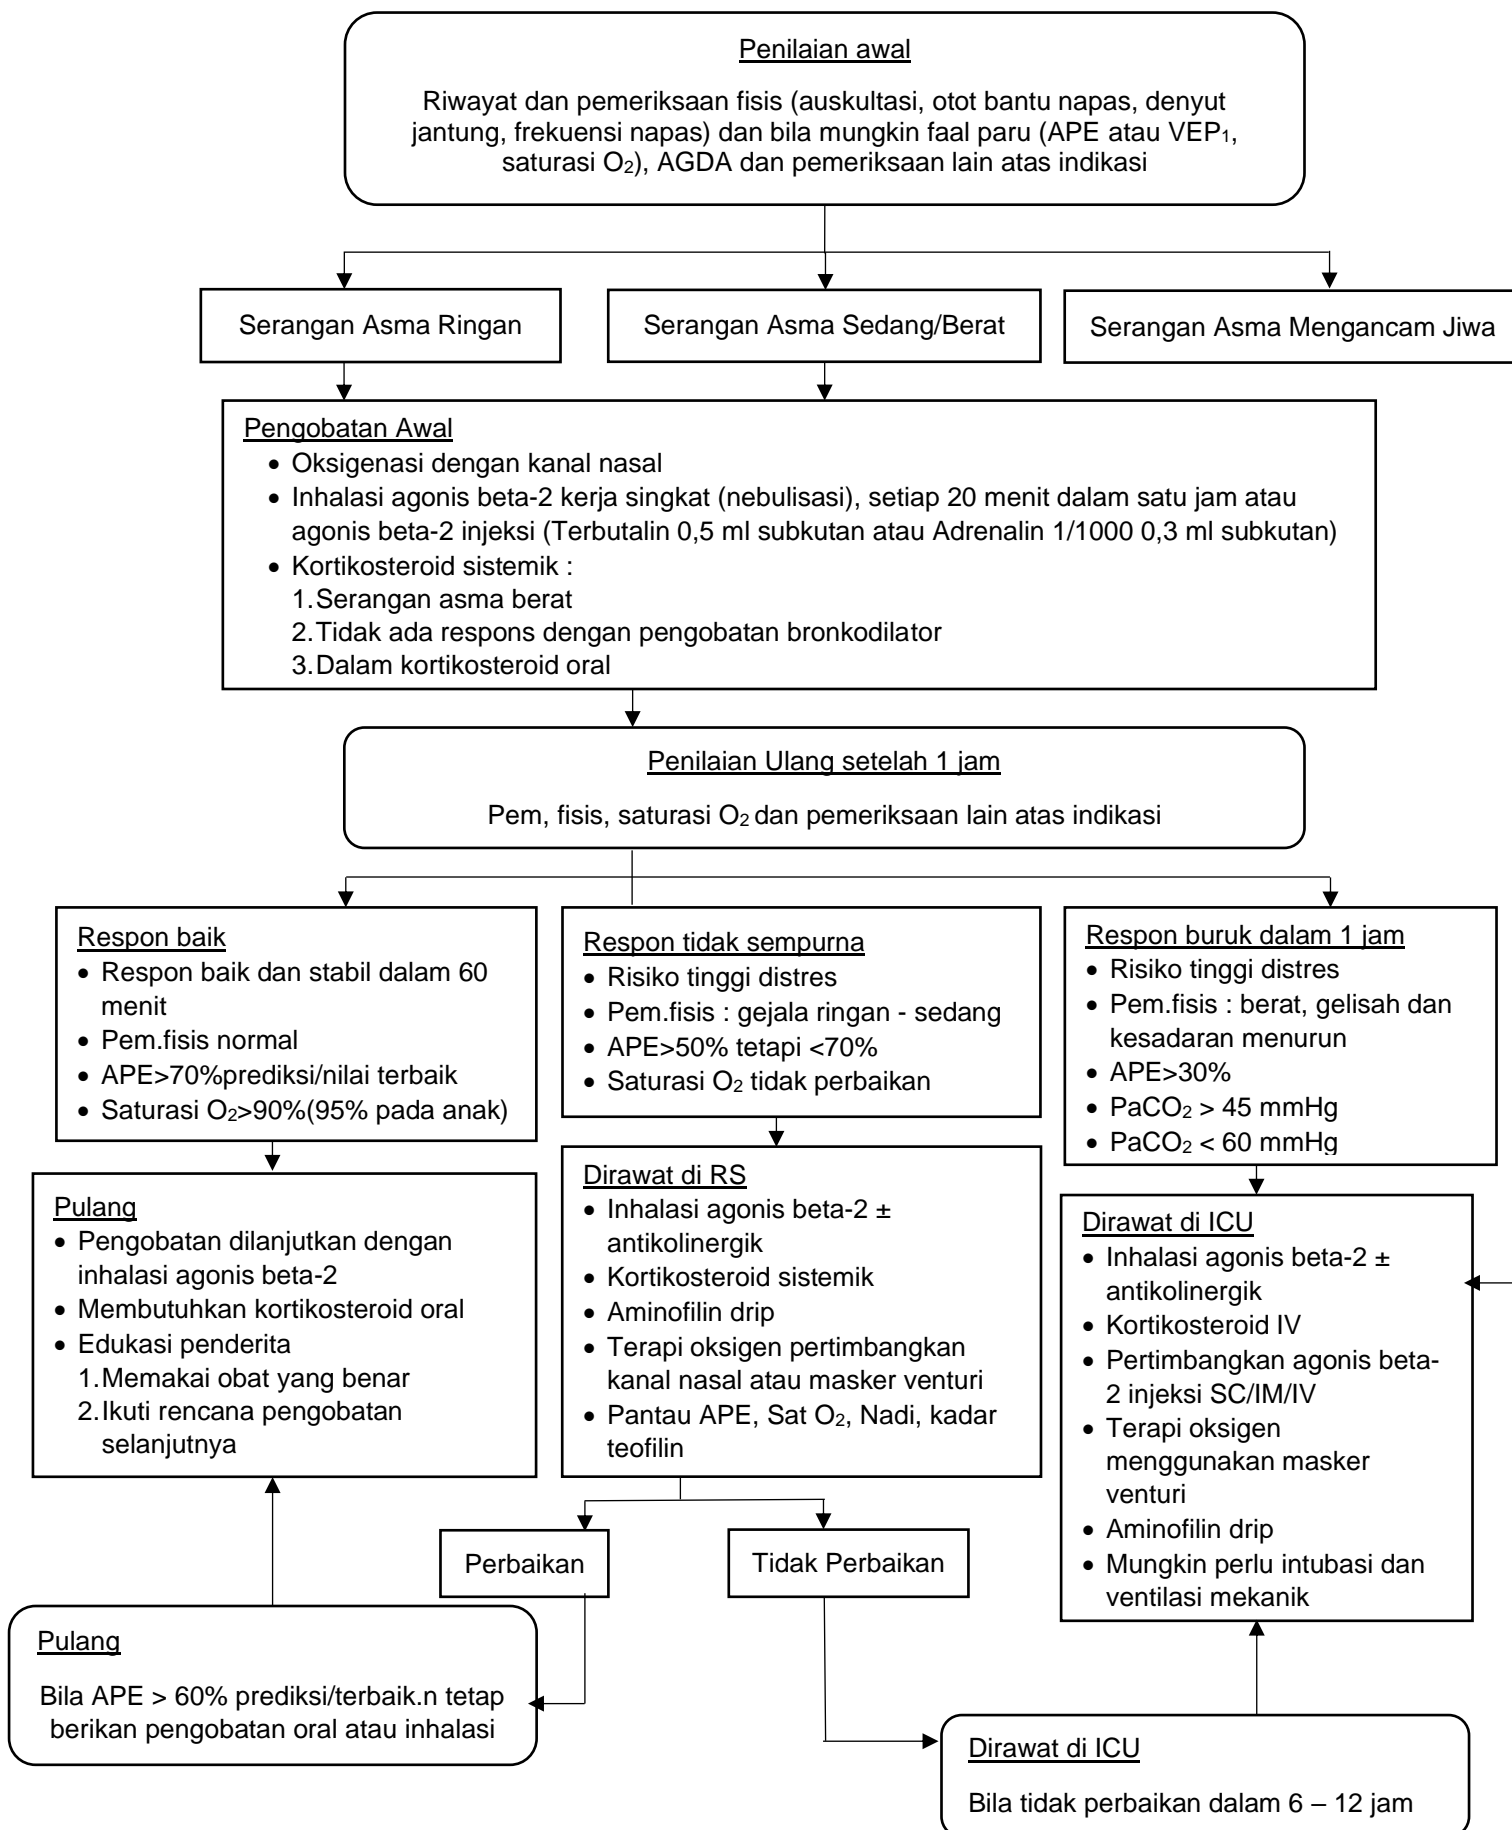 Penilaian awal
Riwayat dan pemeriksaan fisis (auskultasi, otot bantu napas, denyut
jantung, frekuensi napas) dan bila mungkin faal paru (APE atau VEP₁,
saturasi O₂), AGDA dan pemeriksaan lain atas indikasi
Serangan Asma Ringan
Serangan Asma Sedang/Berat
Serangan Asma Mengancam Jiwa
Pengobatan Awal
• Oksigenasi dengan kanal nasal
• Inhalasi agonis beta-2 kerja singkat (nebulisasi), setiap 20 menit dalam satu jam atau
agonis beta-2 injeksi (Terbutalin 0,5 ml subkutan atau Adrenalin 1/1000 0,3 ml subkutan)
• Kortikosteroid sistemik :
1.Serangan asma berat
2.Tidak ada respons dengan pengobatan bronkodilator
3.Dalam kortikosteroid oral
Penilaian Ulang setelah 1 jam
Pem, fisis, saturasi O₂ dan pemeriksaan lain atas indikasi
Respon baik
• Respon baik dan stabil dalam 60
menit
• Pem.fisis normal
• APE>70%prediksi/nilai terbaik
• Saturasi O₂>90%(95% pada anak)
Respon tidak sempurna
• Risiko tinggi distres
• Pem.fisis : gejala ringan - sedang
• APE>50% tetapi <70%
• Saturasi O₂ tidak perbaikan
Respon buruk dalam 1 jam
• Risiko tinggi distres
• Pem.fisis : berat, gelisah dan
kesadaran menurun
• APE>30%
• PaCO₂ > 45 mmHg
• PaCO₂ < 60 mmHg
Pulang
• Pengobatan dilanjutkan dengan
inhalasi agonis beta-2
• Membutuhkan kortikosteroid oral
• Edukasi penderita
1.Memakai obat yang benar
2.Ikuti rencana pengobatan
selanjutnya
Dirawat di RS
• Inhalasi agonis beta-2 ±
antikolinergik
• Kortikosteroid sistemik
• Aminofilin drip
• Terapi oksigen pertimbangkan
kanal nasal atau masker venturi
• Pantau APE, Sat O₂, Nadi, kadar
teofilin
Dirawat di ICU
• Inhalasi agonis beta-2 ±
antikolinergik
• Kortikosteroid IV
• Pertimbangkan agonis beta-
2 injeksi SC/IM/IV
• Terapi oksigen
menggunakan masker
venturi
• Aminofilin drip
• Mungkin perlu intubasi dan
ventilasi mekanik
Perbaikan
Tidak Perbaikan
Pulang
Bila APE > 60% prediksi/terbaik.n tetap
berikan pengobatan oral atau inhalasi
Dirawat di ICU
Bila tidak perbaikan dalam 6 – 12 jam